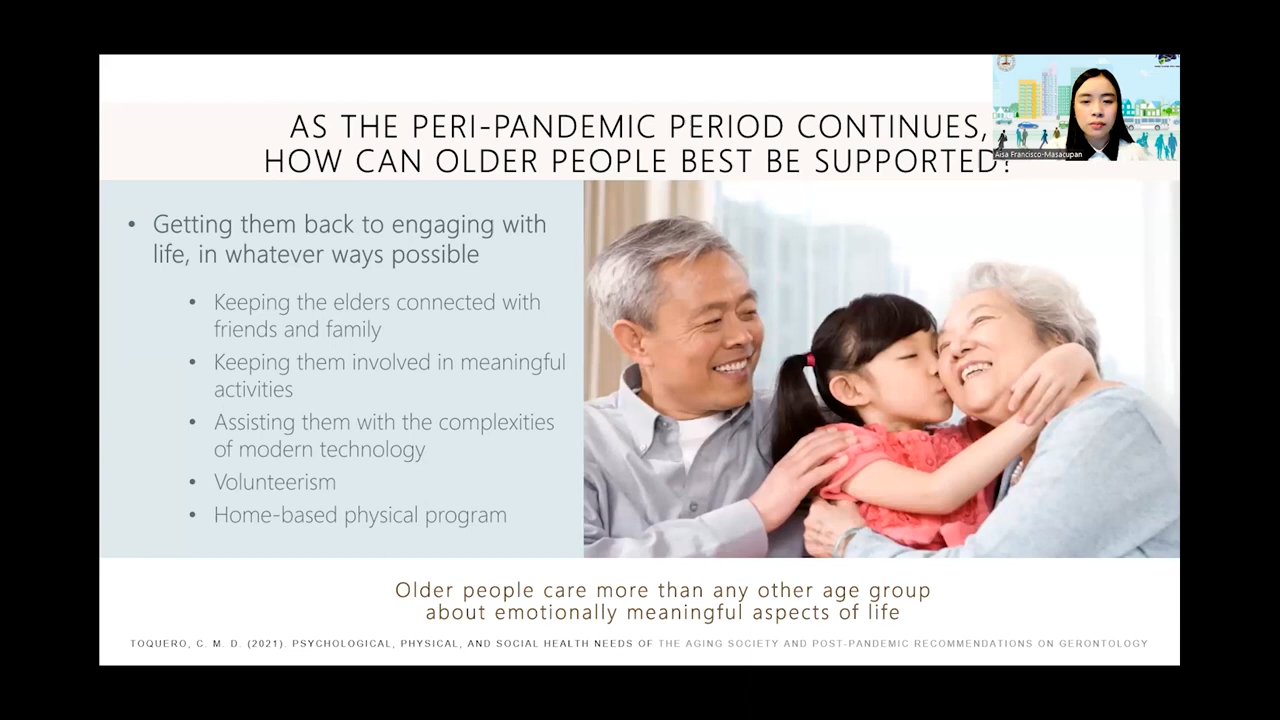 AS THE PERI-PANDEMIC PERIOD CONTINUES,
HOW CAN OLDER PEOPLE BEST BE SUPPORTED?
Aisa Francisco-Masacupan
• Getting them back to engaging with
life, in whatever ways possible
• Keeping the elders connected with
friends and family
• Keeping them involved in meaningful
activities
• Assisting them with the complexities
of modern technology
• Volunteerism
• Home-based physical program
Older people care more than any other age group
about emotionally meaningful aspects of life
TOQUERO, C. M. D. (2021). PSYCHOLOGICAL, PHYSICAL, AND SOCIAL HEALTH NEEDS OF THE AGING SOCIETY AND POST-PANDEMIC RECOMMENDATIONS ON GERONTOLOGY